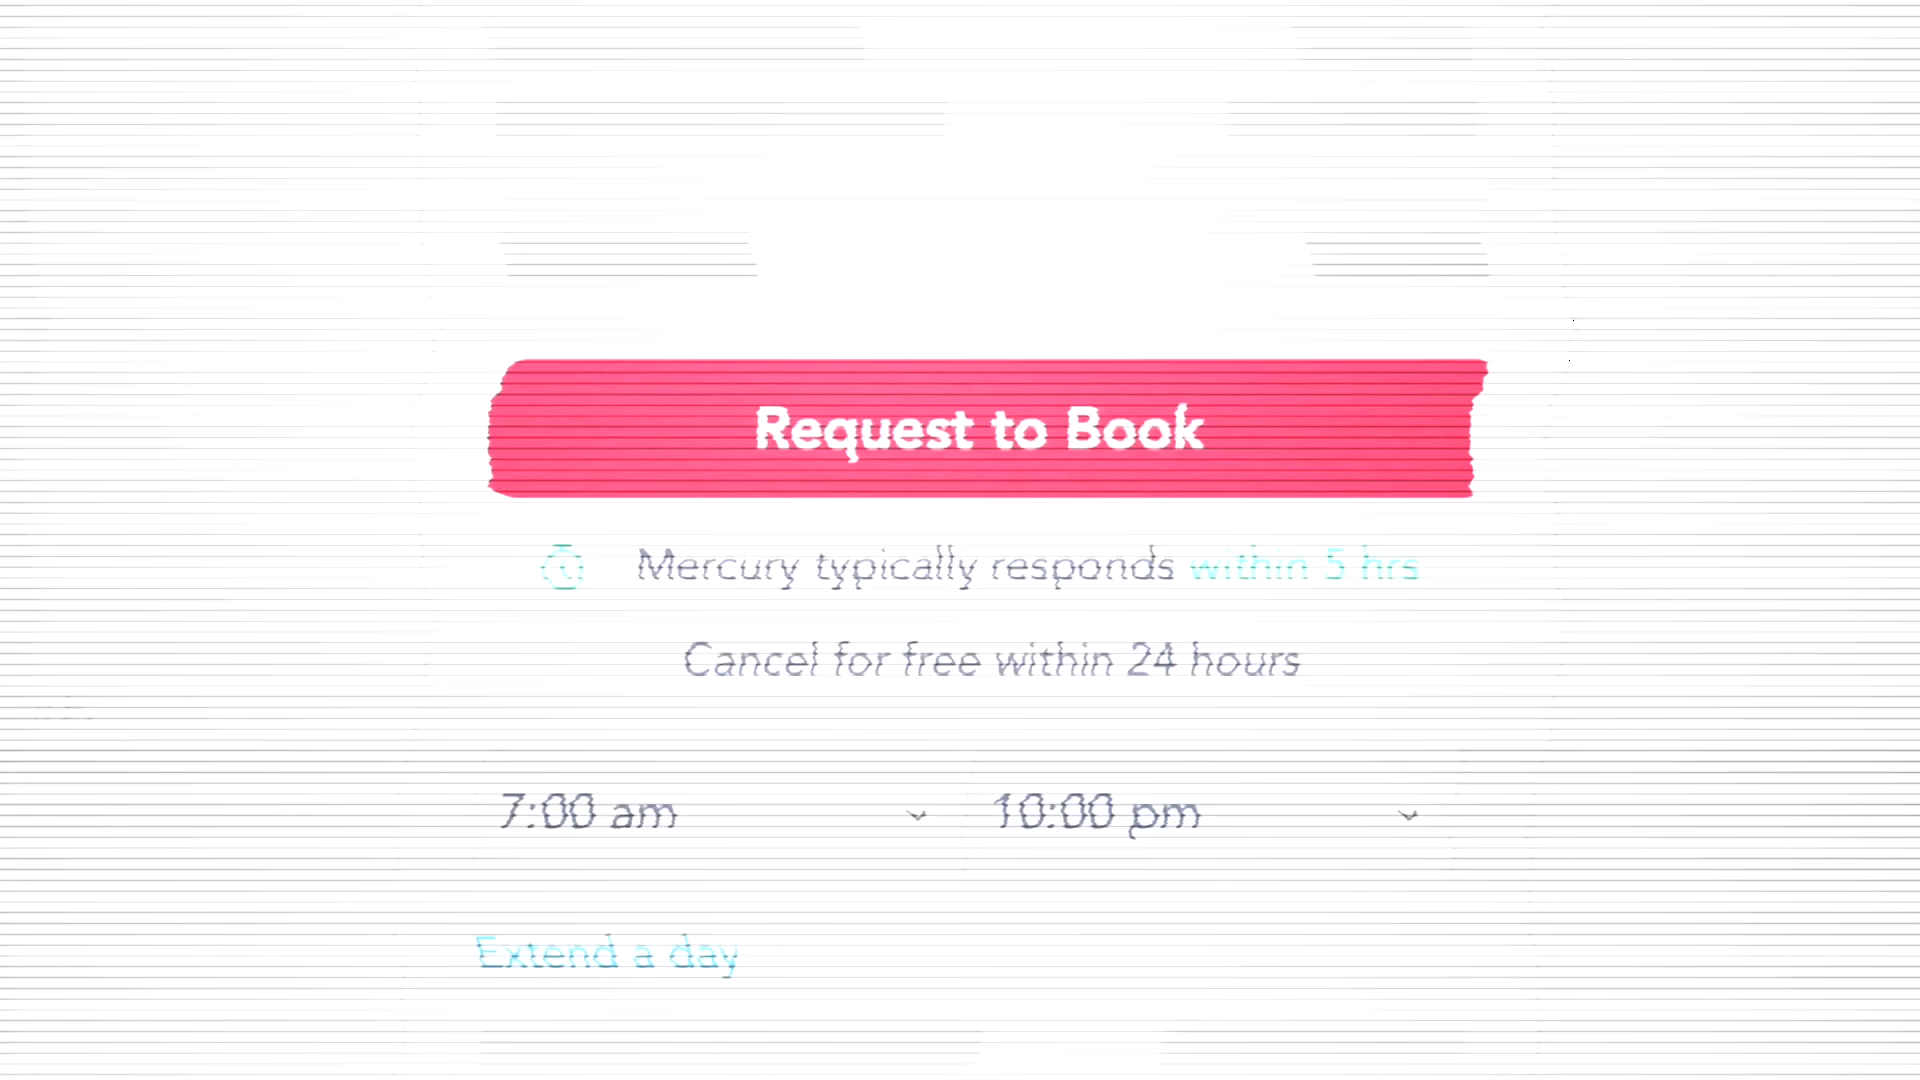 Request to Book
Mercury typically responds within 5 hrs
Cancel for free within 24 hours
7:00 am 10:00 pm
Extend a day